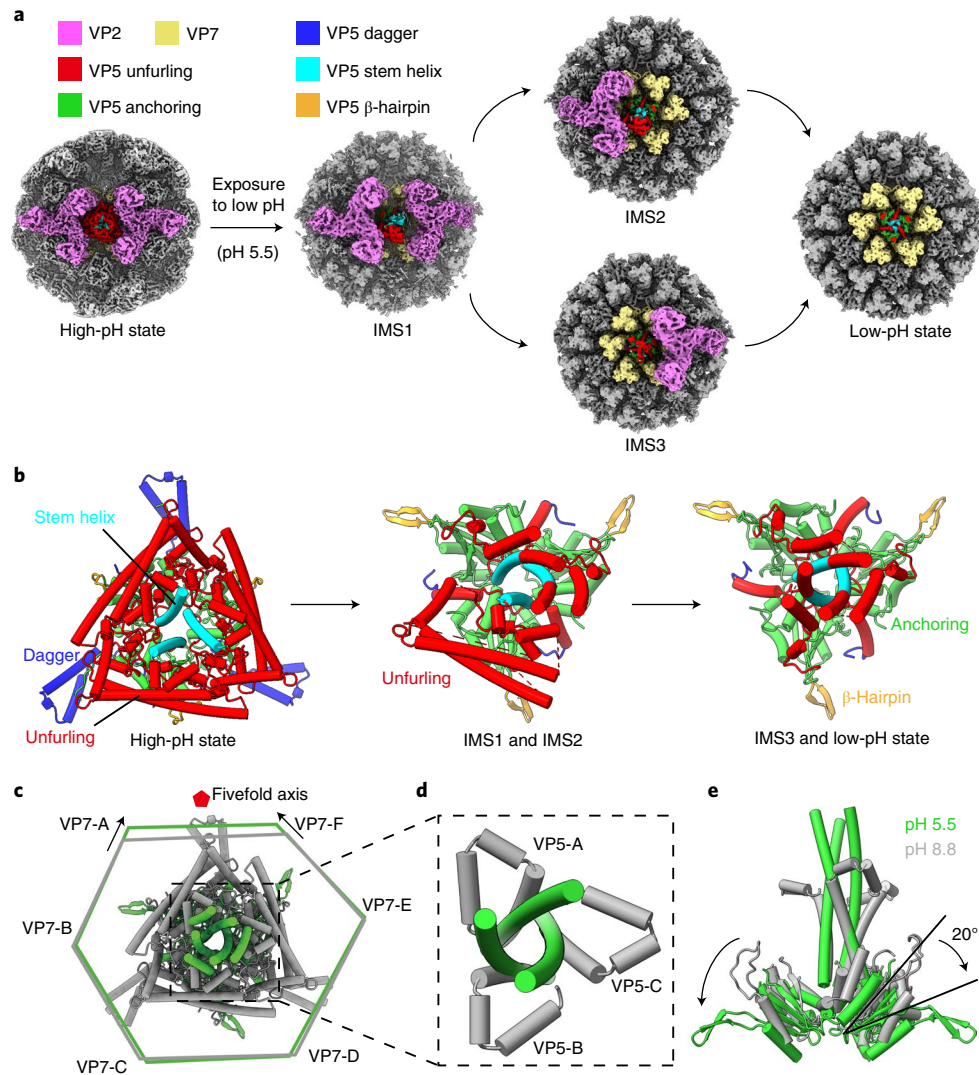 a
VP2
VP7
VP5 dagger
VP5 unfurling
VP5 stem helix
VP5 anchoring
VP5 β-hairpin
Exposure
to low pH
(pH 5.5)
High-pH state
IMS1
IMS2
IMS3
Low-pH state
b
Stem helix
Dagger
Unfurling
High-pH state
Unfurling
IMS1 and IMS2
Anchoring
β-Hairpin
IMS3 and low-pH state
c
Fivefold axis
VP7-A
VP7-F
VP7-B
VP7-E
VP7-C
VP7-D
d
VP5-A
VP5-C
VP5-B
e
pH 5.5
pH 8.8
20°